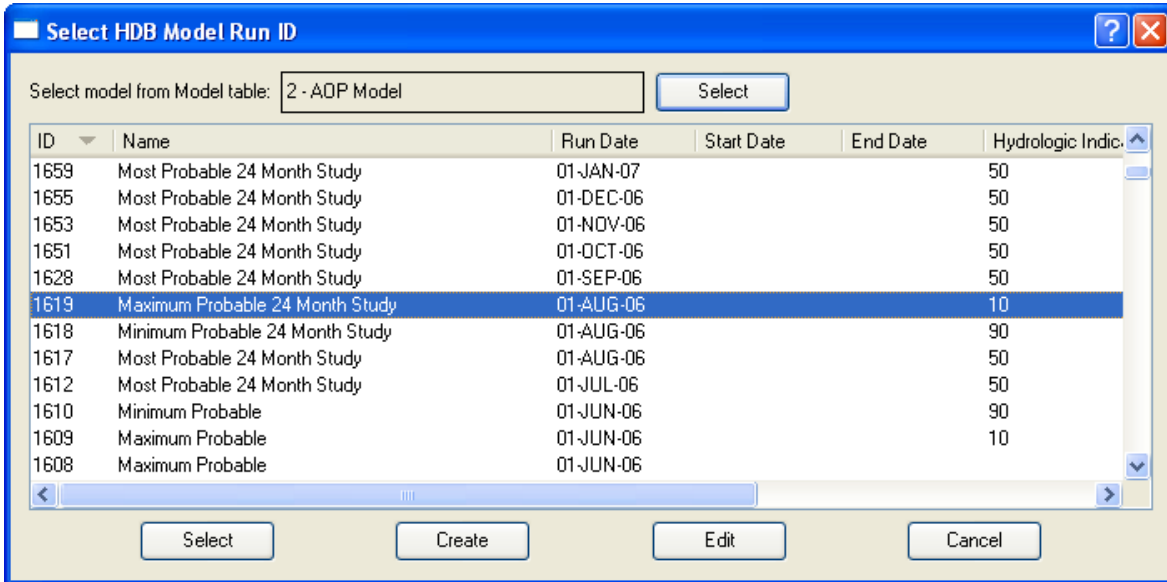 Select HDB Model Run ID
Select model from Model table: 2 - AOP Model Select
ID Name Run Date Start Date End Date Hydrologic Indic
1659 Most Probable 24 Month Study 01-JAN-07 50
1655 Most Probable 24 Month Study 01-DEC-06 50
1653 Most Probable 24 Month Study 01-NOV-06 50
1651 Most Probable 24 Month Study 01-OCT-06 50
1628 Most Probable 24 Month Study 01-SEP-06 50
1619 Maximum Probable 24 Month Study 01-AUG-06 10
1618 Minimum Probable 24 Month Study 01-AUG-06 90
1617 Most Probable 24 Month Study 01-AUG-06 50
1612 Most Probable 24 Month Study 01-JUL-06 50
1610 Minimum Probable 01-JUN-06 90
1609 Maximum Probable 01-JUN-06 10
1608 Maximum Probable 01-JUN-06
Select Create Edit Cancel